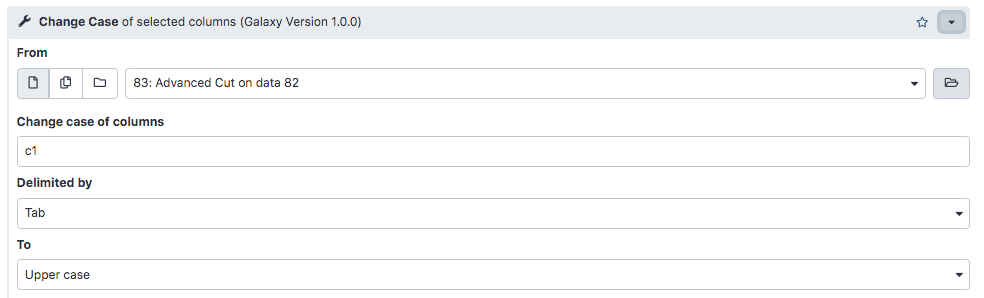 Change Case of selected columns (Galaxy Version 1.0.0)
From
83: Advanced Cut on data 82
Change case of columns
c1
Delimited by
Tab
To
Upper case